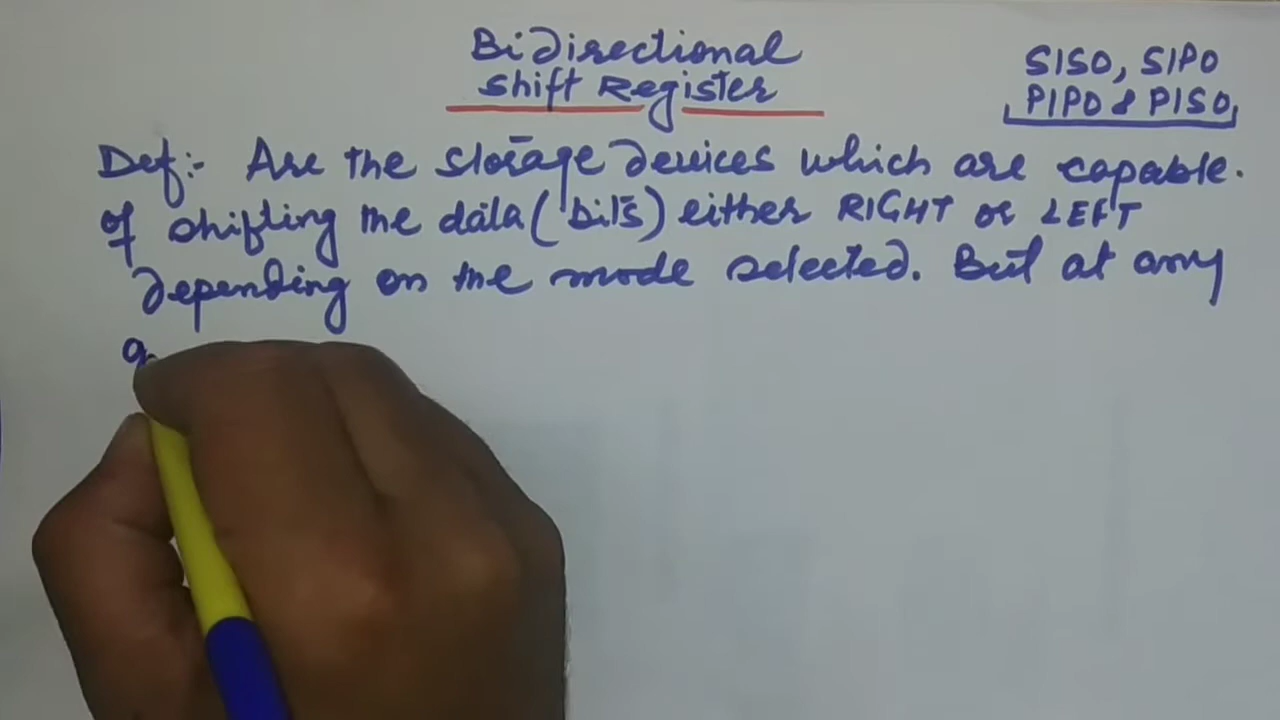 Bidirectional
Shift Register
SISO, SIPO
PIPO & PISO,
Def:- Are the storage devices which are capable.
of shifting the data (bits) either RIGHT or LEFT
depending on the mode selected. But at any